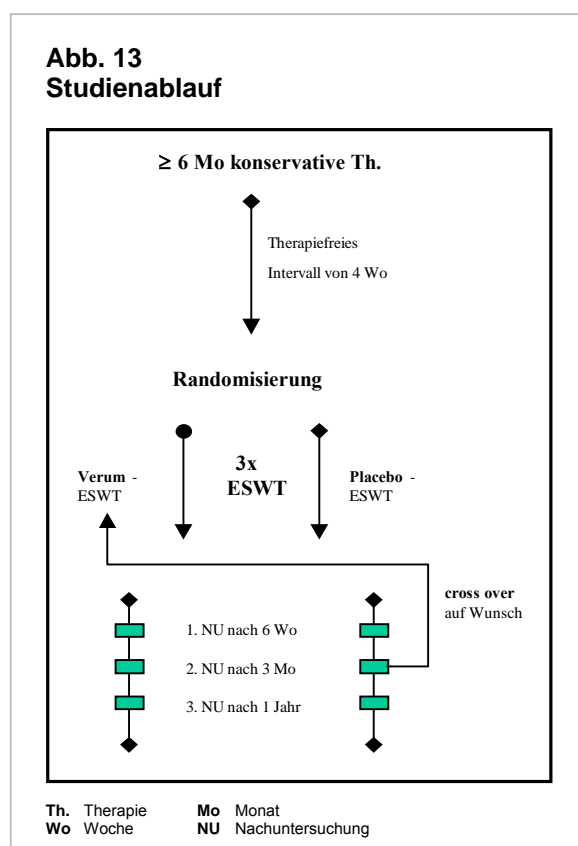 Abb. 13
Studienablauf
≥ 6 Mo konservative Th.
Therapiefreies
Intervall von 4 Wo
Randomisierung
3x
ESWT
Verum -
ESWT
Placebo -
ESWT
cross over
auf Wunsch
1. NU nach 6 Wo
2. NU nach 3 Mo
3. NU nach 1 Jahr
Th. Therapie Mo Monat
Wo Woche NU Nachuntersuchung